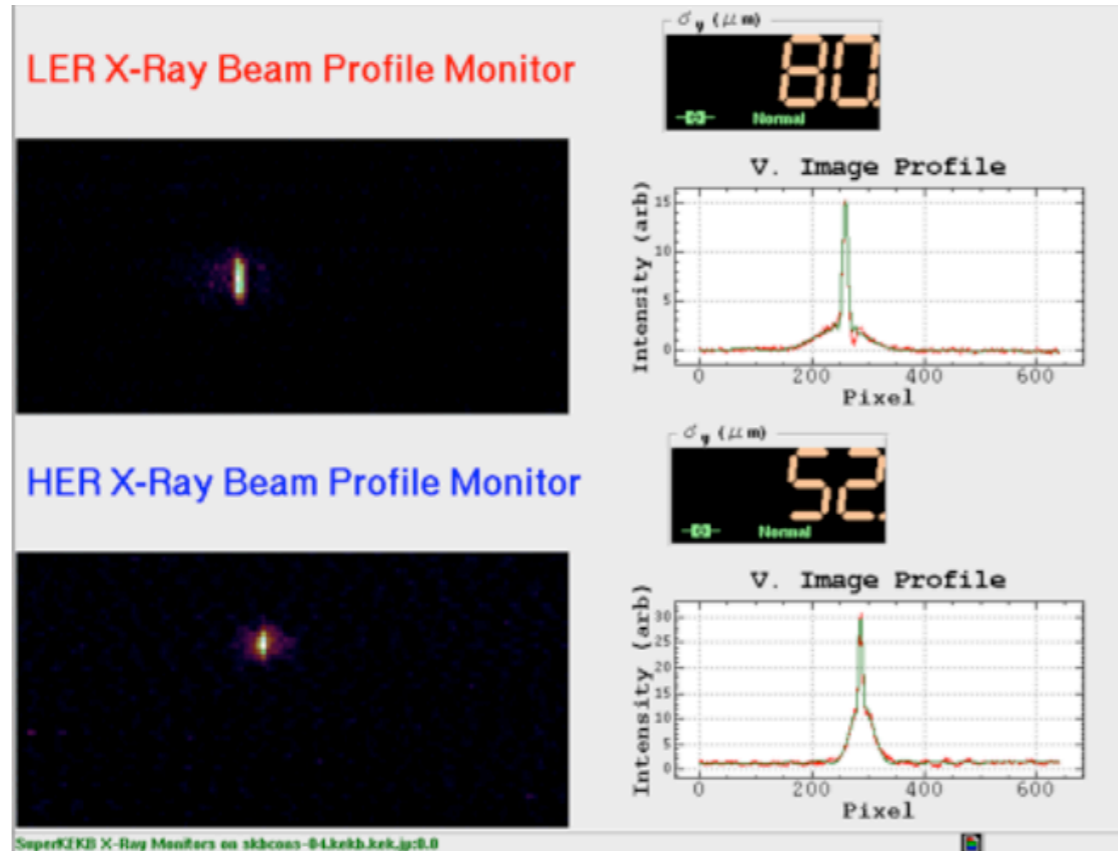 LER X-Ray Beam Profile Monitor
σy (μm)
80.
Normal
V. Image Profile
Intensity (arb)
15
10
5
0
0 200 400 600
Pixel
HER X-Ray Beam Profile Monitor
σy (μm)
52.
Normal
V. Image Profile
Intensity (arb)
30
25
20
15
10
5
0
0 200 400 600
Pixel
SuperKEKB X-Ray Monitors on skbcons-04.kekb.kek.jp:0.0